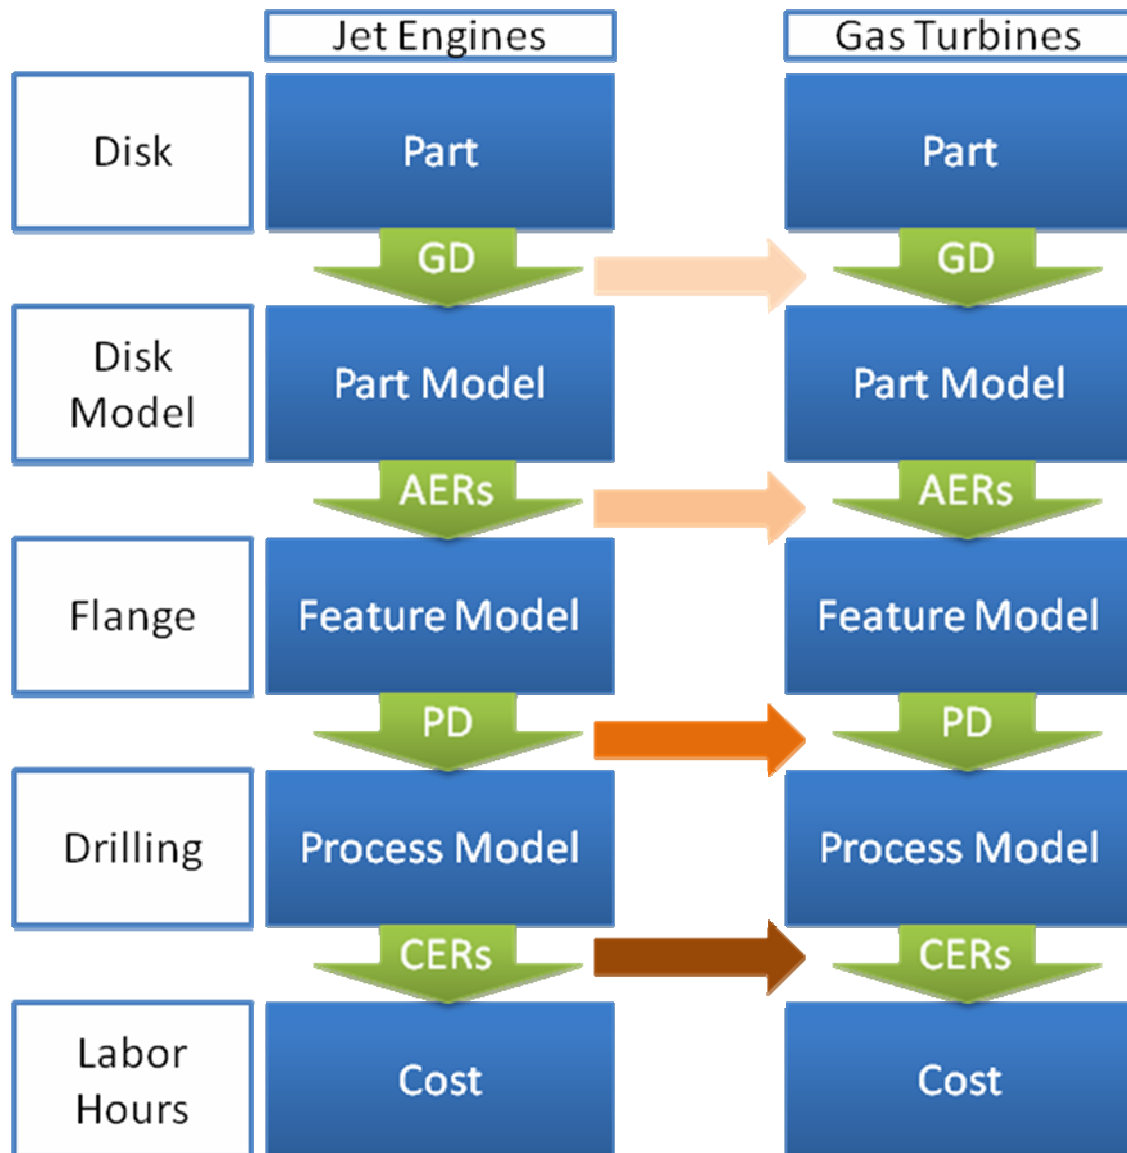 Jet Engines
Gas Turbines
Disk
Part
Part
GD
GD
Disk
Model
Part Model
Part Model
AERs
AERs
Flange
Feature Model
Feature Model
PD
PD
Drilling
Process Model
Process Model
CERs
CERs
Labor
Hours
Cost
Cost